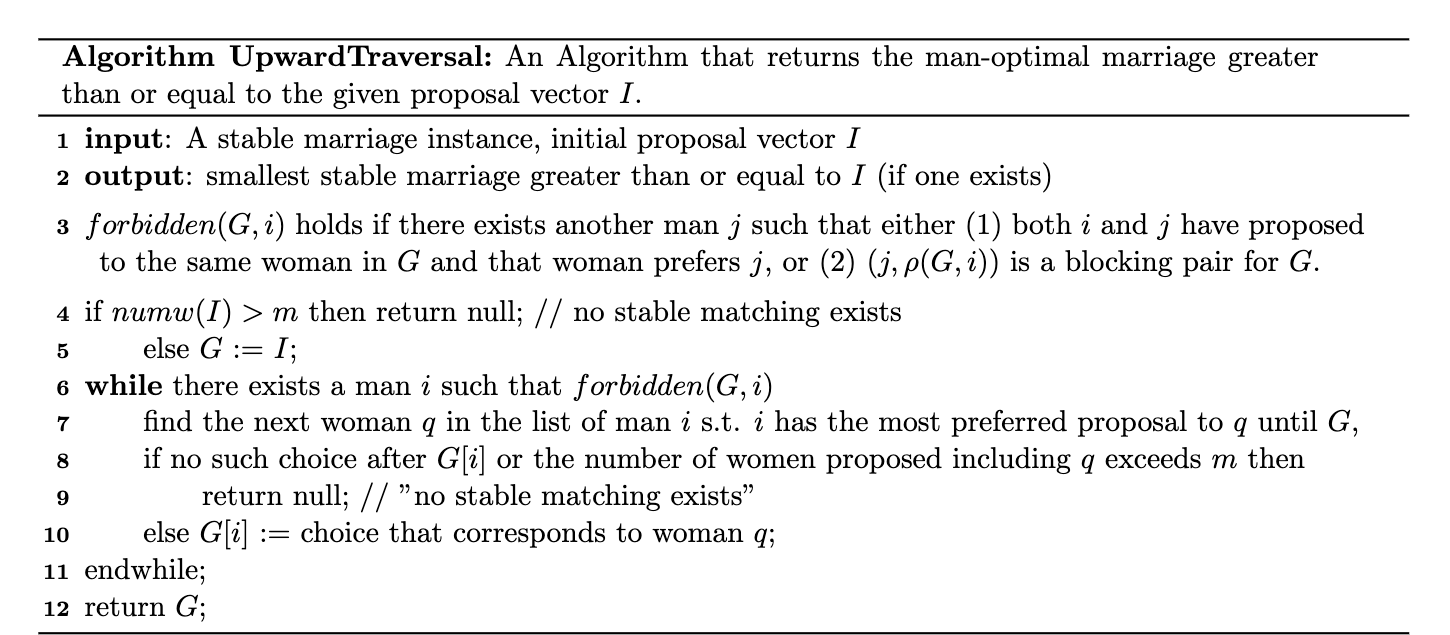 Algorithm UpwardTraversal: An Algorithm that returns the man-optimal marriage greater
than or equal to the given proposal vector I.
1 input: A stable marriage instance, initial proposal vector I
2 output: smallest stable marriage greater than or equal to I (if one exists)
3 forbidden(G, i) holds if there exists another man j such that either (1) both i and j have proposed
to the same woman in G and that woman prefers j, or (2) (j, ρ(G, i)) is a blocking pair for G.
4 if numw(I) > m then return null; // no stable matching exists
5 else G := I;
6 while there exists a man i such that forbidden(G, i)
7 find the next woman q in the list of man i s.t. i has the most preferred proposal to q until G,
8 if no such choice after G[i] or the number of women proposed including q exceeds m then
9 return null; // ”no stable matching exists”
10 else G[i] := choice that corresponds to woman q;
11 endwhile;
12 return G;